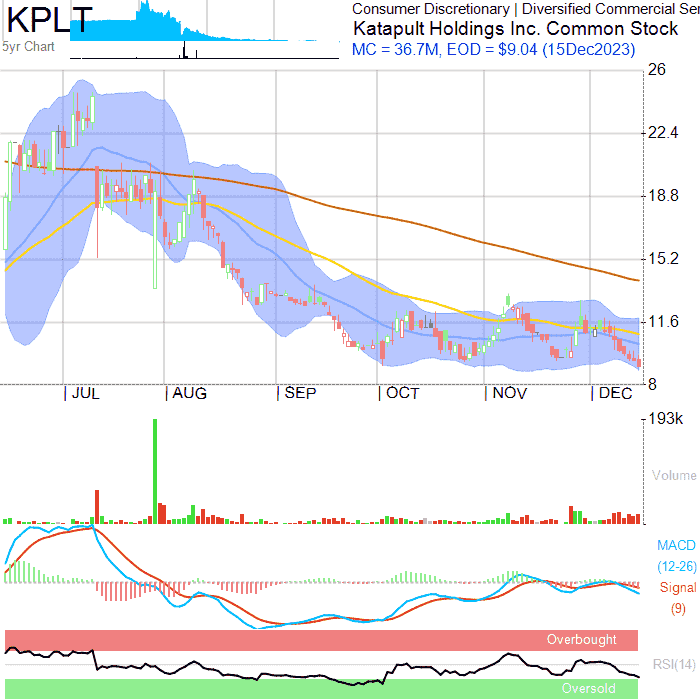 KPLT
5yr Chart
Consumer Discretionary | Diversified Commercial Ser
Katapult Holdings Inc. Common Stock
MC = 36.7M, EOD = $9.04 (15Dec2023)
26
22.4
18.8
15.2
11.6
8
| JUL | AUG | SEP | OCT | NOV | DEC
193k
Volume
MACD
(12-26)
Signal
(9)
Overbought
RSI(14)
Oversold